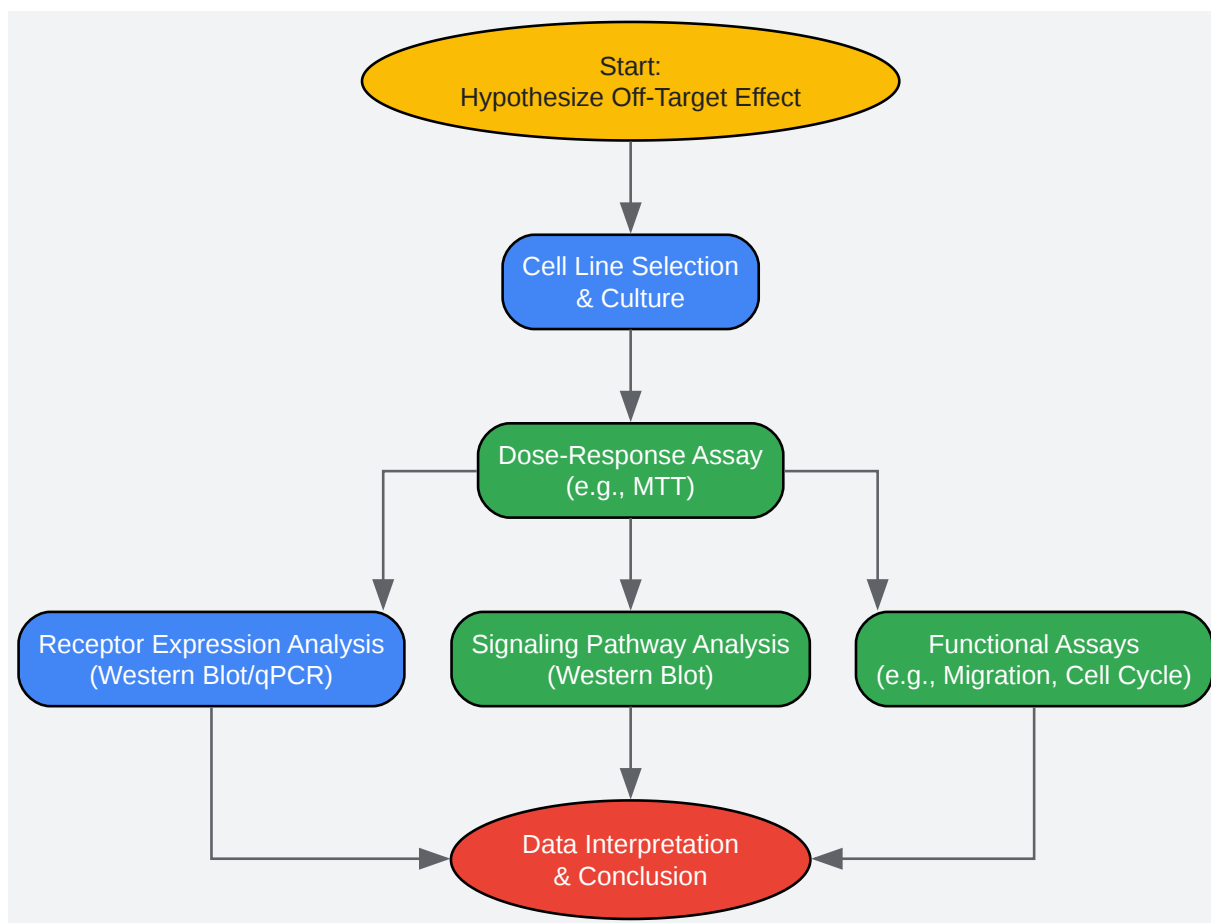 Start:
Hypothesize Off-Target Effect
Cell Line Selection
& Culture
Dose-Response Assay
(e.g., MTT)
Receptor Expression Analysis
(Western Blot/qPCR)
Signaling Pathway Analysis
(Western Blot)
Functional Assays
(e.g., Migration, Cell Cycle)
Data Interpretation
& Conclusion